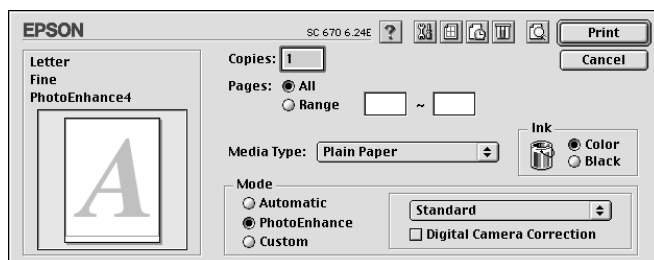 EPSON
SC 670 6.24E
?
Print
Cancel
Letter
Fine
PhotoEnhance4
A
Copies: 1
Pages: All
Range ~
Media Type: Plain Paper
Ink
Color
Black
Mode
Automatic
PhotoEnhance
Custom
Standard
Digital Camera Correction